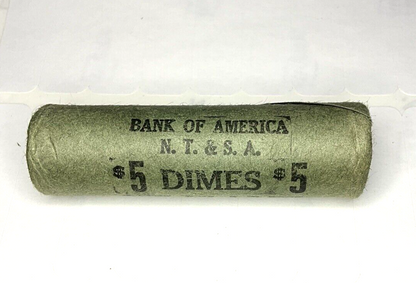 BANK OF AMERICA
N. T. & S. A.
$5 DIMES $5